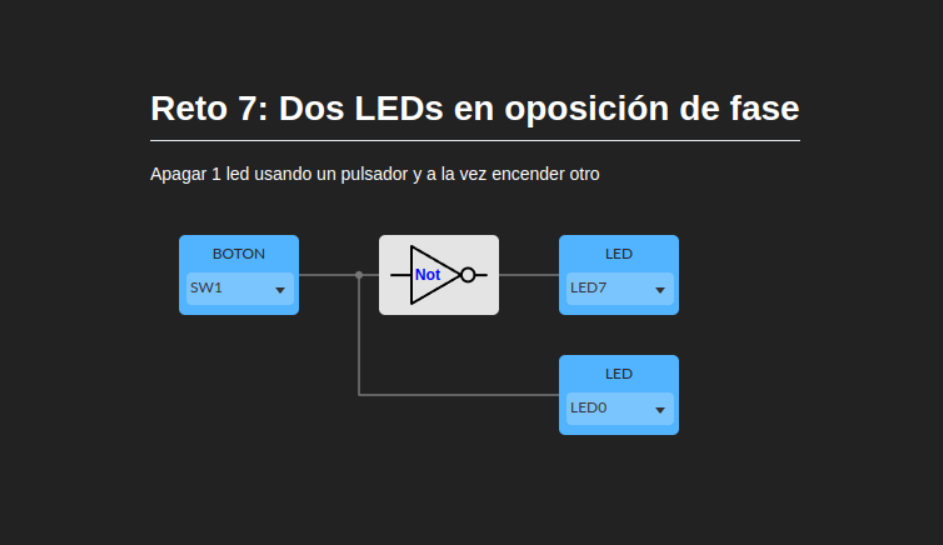 Reto 7: Dos LEDs en oposición de fase
Apagar 1 led usando un pulsador y a la vez encender otro
BOTON
SW1
Not
LED
LED7
LED
LED0